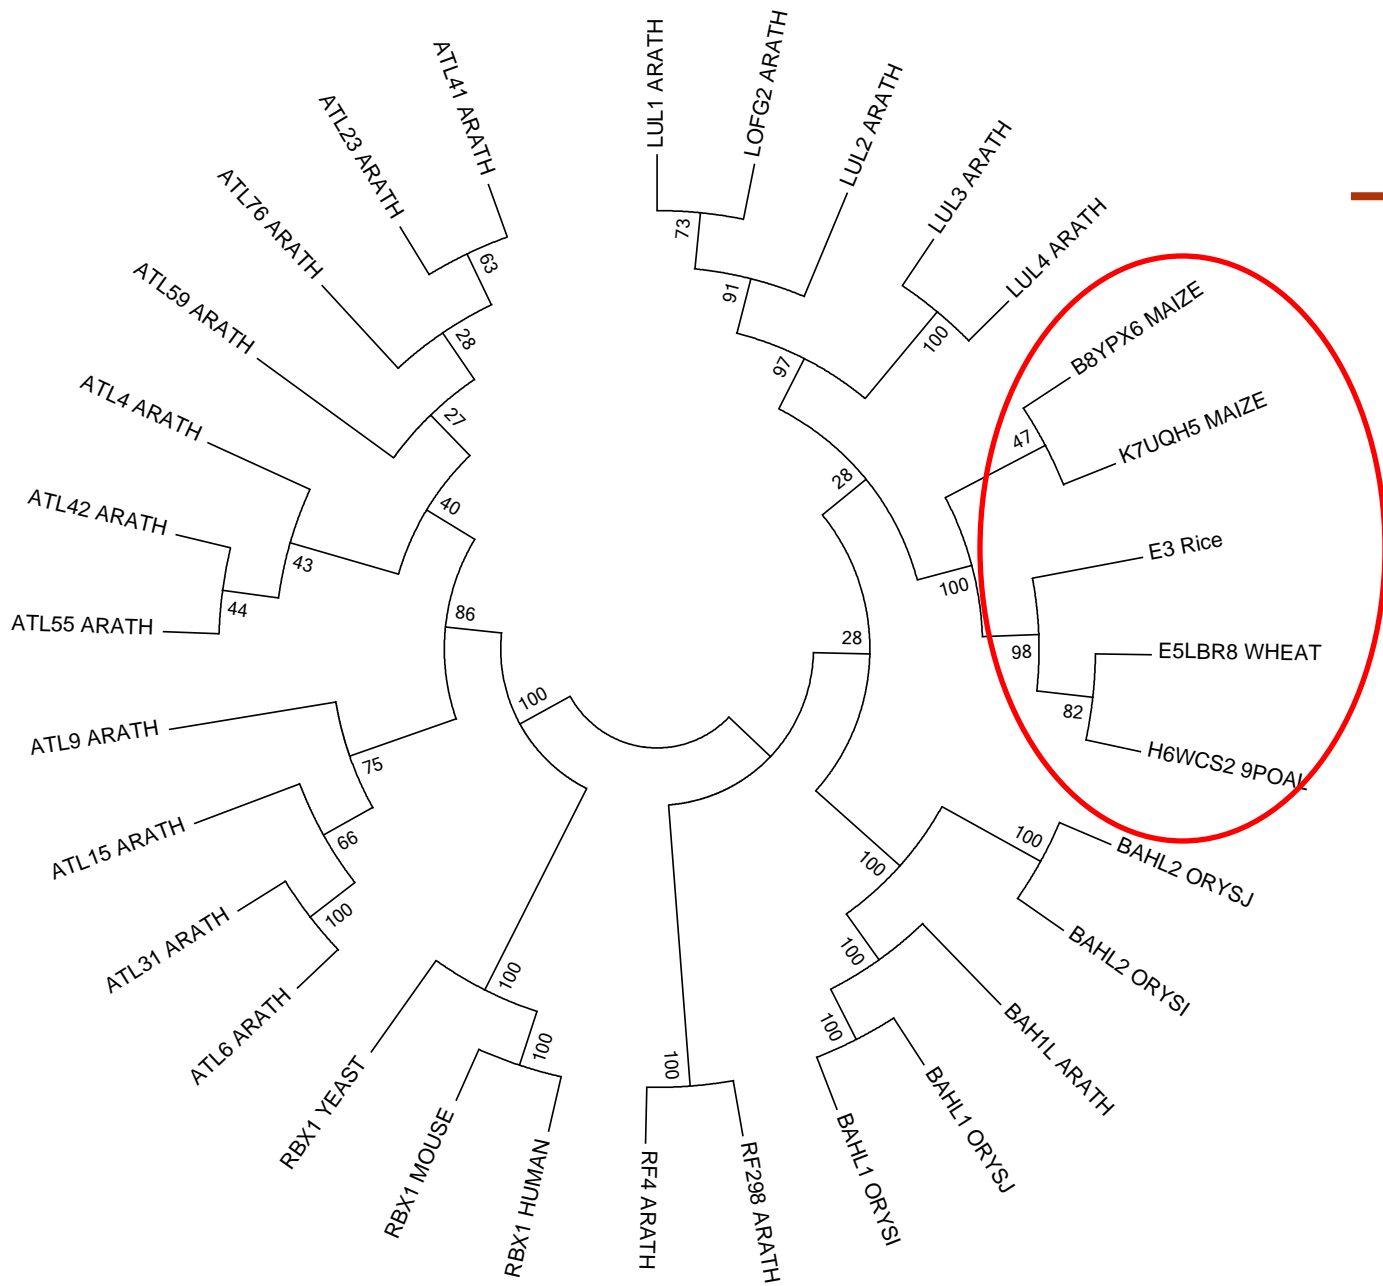 LUL1 ARATH
LOFG2 ARATH
LUL2 ARATH
LUL3 ARATH
LUL4 ARATH
B8YPX6 MAIZE
K7UQH5 MAIZE
E3 Rice
E5LBR8 WHEAT
H6WCS2 9POAL
BAHL2 ORYSJ
BAHL2 ORYSI
BAH1L ARATH
BAHL1 ORYSJ
BAHL1 ORYSI
RF298 ARATH
RF4 ARATH
RBX1 HUMAN
RBX1 MOUSE
RBX1 YEAST
ATL6 ARATH
ATL31 ARATH
ATL15 ARATH
ATL9 ARATH
ATL55 ARATH
ATL42 ARATH
ATL4 ARATH
ATL59 ARATH
ATL76 ARATH
ATL23 ARATH
ATL41 ARATH
73
91
97
100
28
47
100
98
82
28
100
100
100
100
100
100
100
100
100
66
75
86
44
43
40
27
28
63